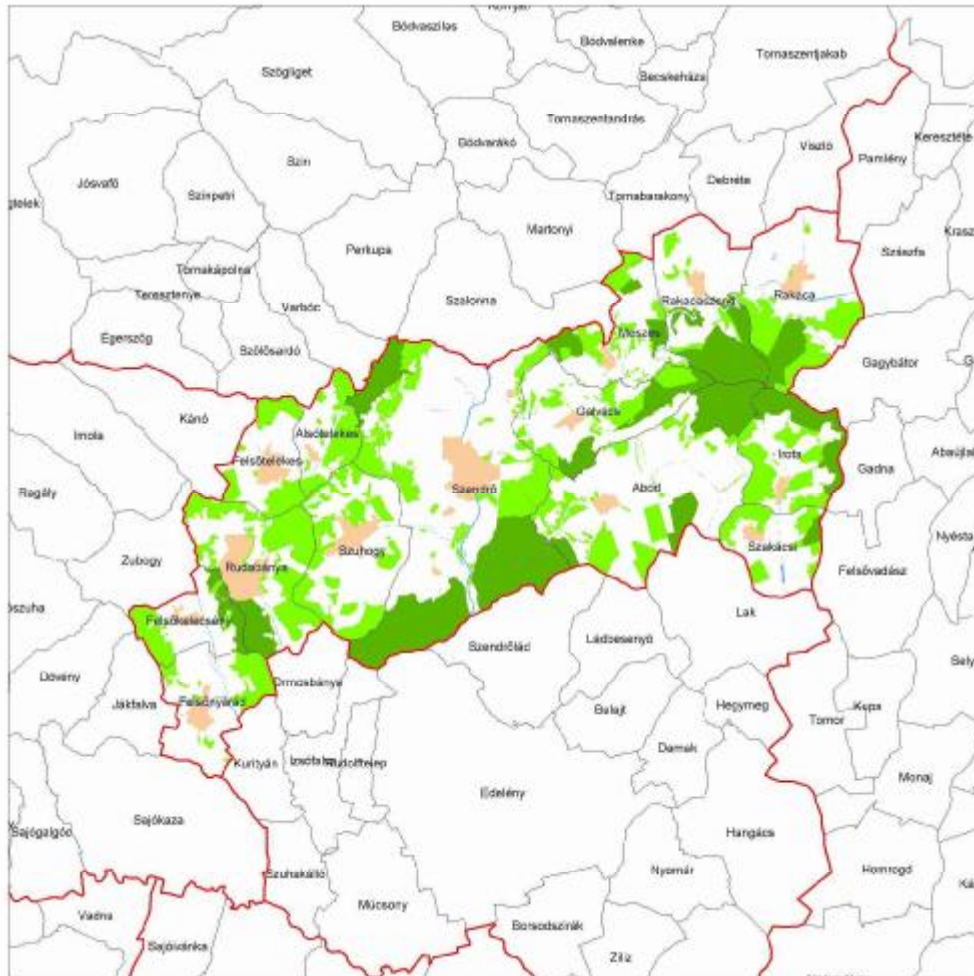 Bódvaszilas
Bódvalenke
Tornaszentjakab
Szögliget
Becskeháza
Tornaszentandrás
Bódvarákó
Viszló
Keresztéte
Pamlény
Szin
Debréte
Jósvafő
Szinpetri
Tornabarakony
Martonyi
Perkupa
Szászfa
Tornakápolna
Teresztenye
Rakacaszend
Rakaca
Varbóc
Szalonna
Égerszög
Meszes
Szőlősardó
Gagybátor
Kánó
Galvács
Alsótelekes
Imola
Felsőtelekes
Irota
Gadna
Ragály
Szendrő
Abod
Szakácsi
Szuhogy
Zubogy
Rudabánya
Felsővadász
Lak
Felsőkelecsény
Szendrőlád
Ládbesenyő
Dövény
Ormosbánya
Jákfalva
Felsőnyárád
Balajt
Hegymeg
Tomor
Kupa
Damak
Kurityán
Izsófalva
Rudolftelep
Monaj
Edelény
Sajókaza
Sajógalgóc
Hangács
Szuhakálló
Nyomár
Homrogd
Múcsony
Vadna
Borsodszirák
Sajóivánka
Ziliz